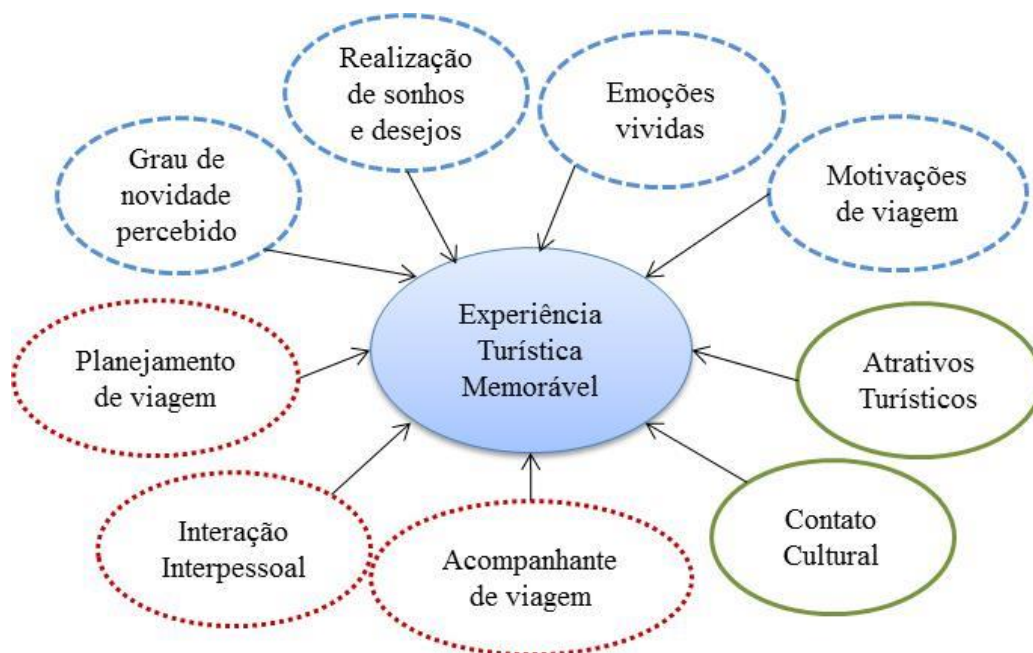 Realização
de sonhos
e desejos
Emoções
vividas
Grau de
novidade
percebido
Motivações
de viagem
Experiência
Turística
Memorável
Planejamento
de viagem
Atrativos
Turísticos
Interação
Interpessoal
Acompanhante
de viagem
Contato
Cultural